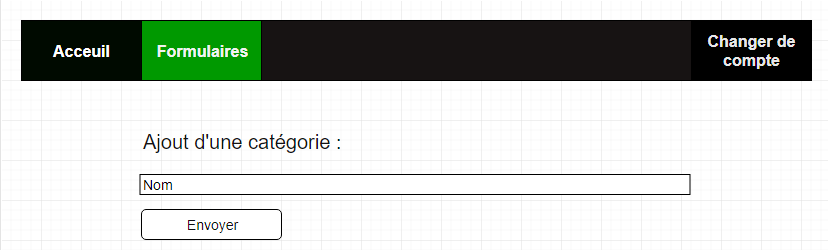 Acceuil
Formulaires
Changer de
compte
Ajout d'une catégorie :
Nom
Envoyer